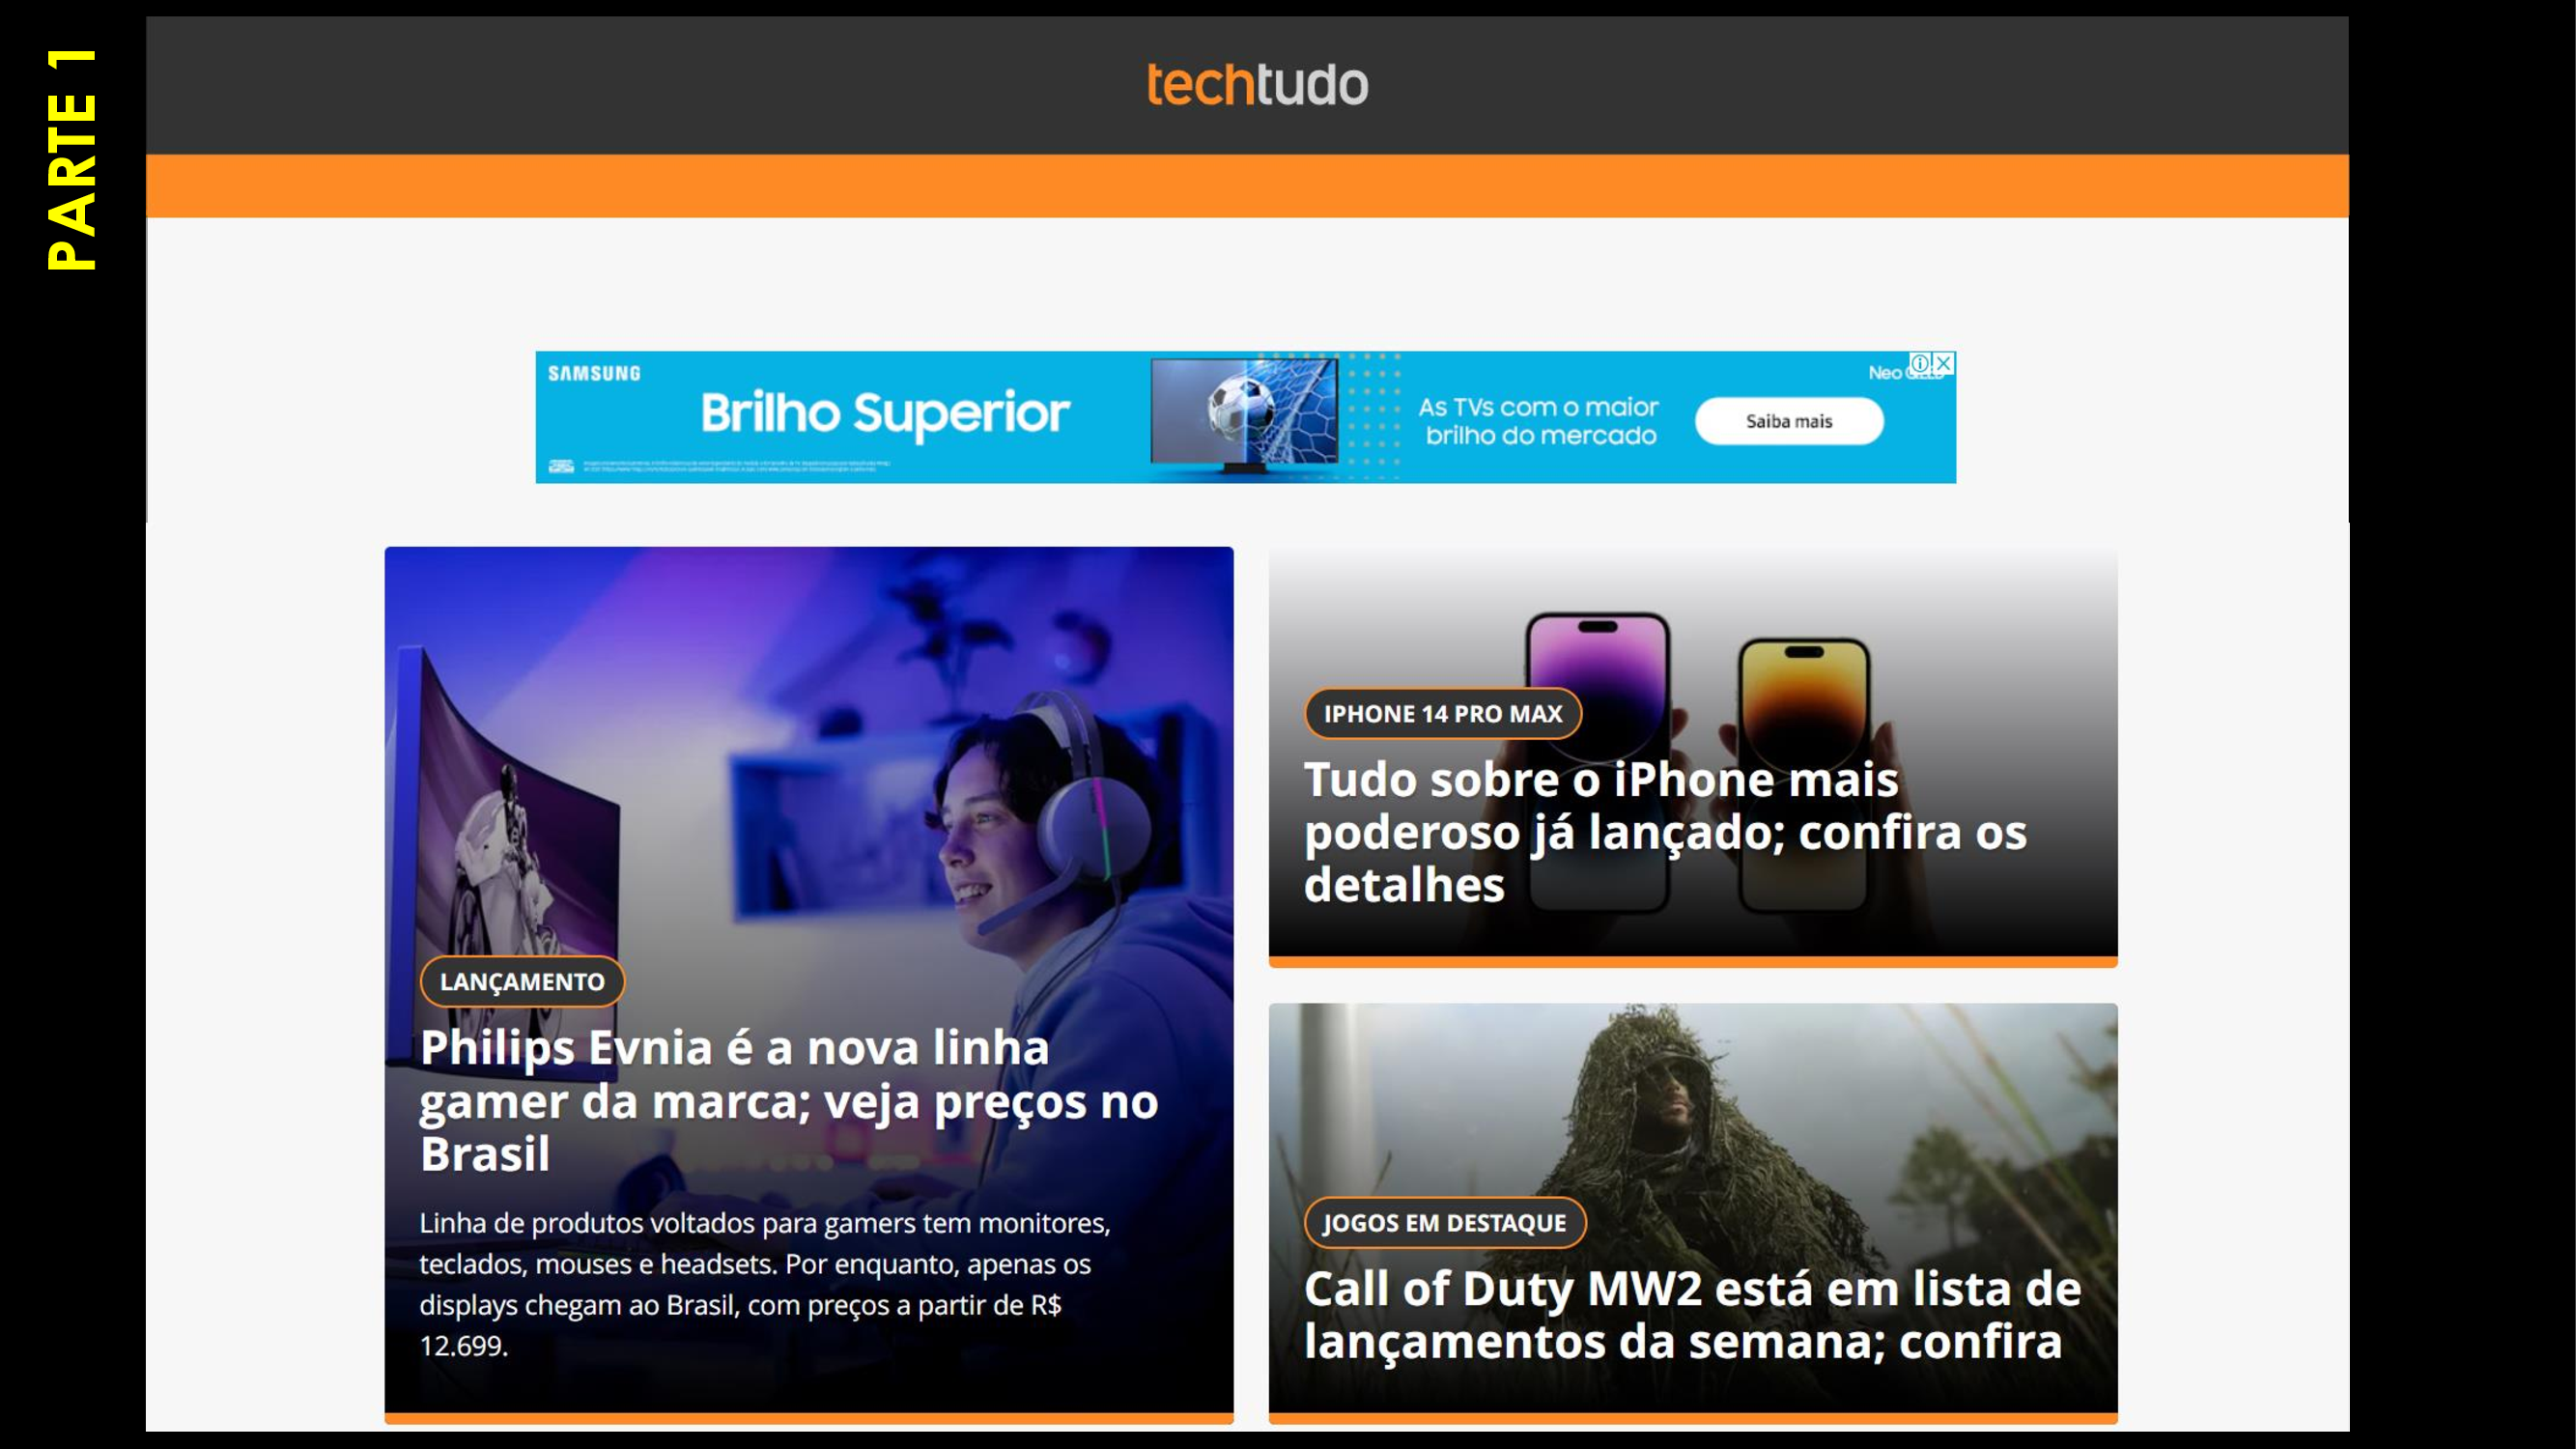 PARTE 1
techtudo
SAMSUNG
Brilho Superior
As TVs com o maior
brilho do mercado
Saiba mais
Neo
IPHONE 14 PRO MAX
Tudo sobre o iPhone mais
poderoso já lançado; confira os
detalhes
LANÇAMENTO
Philips Evnia é a nova linha
gamer da marca; veja preços no
Brasil
Linha de produtos voltados para gamers tem monitores,
teclados, mouses e headsets. Por enquanto, apenas os
displays chegam ao Brasil, com preços a partir de R$
12.699.
JOGOS EM DESTAQUE
Call of Duty MW2 está em lista de
lançamentos da semana; confira